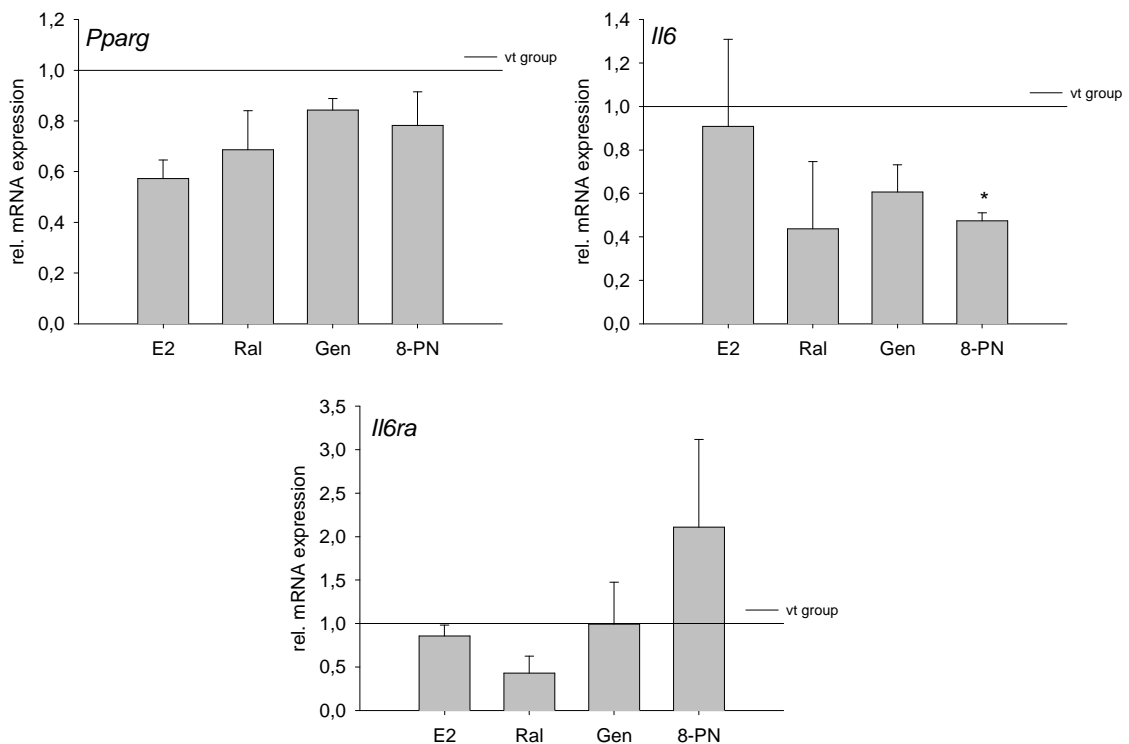 Pparg
vt group
rel. mRNA expression
1,2
1,0
0,8
0,6
0,4
0,2
0,0
E2 Ral Gen 8-PN
Il6
vt group
rel. mRNA expression
1,4
1,2
1,0
0,8
0,6
0,4
0,2
0,0
*
E2 Ral Gen 8-PN
Il6ra
vt group
rel. mRNA expression
3,5
3,0
2,5
2,0
1,5
1,0
0,5
0,0
E2 Ral Gen 8-PN